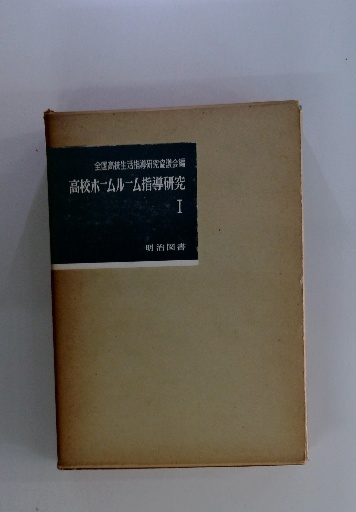 全国高校生活指導研究協議会編
高校ホームルーム指導研究
I
明治図書